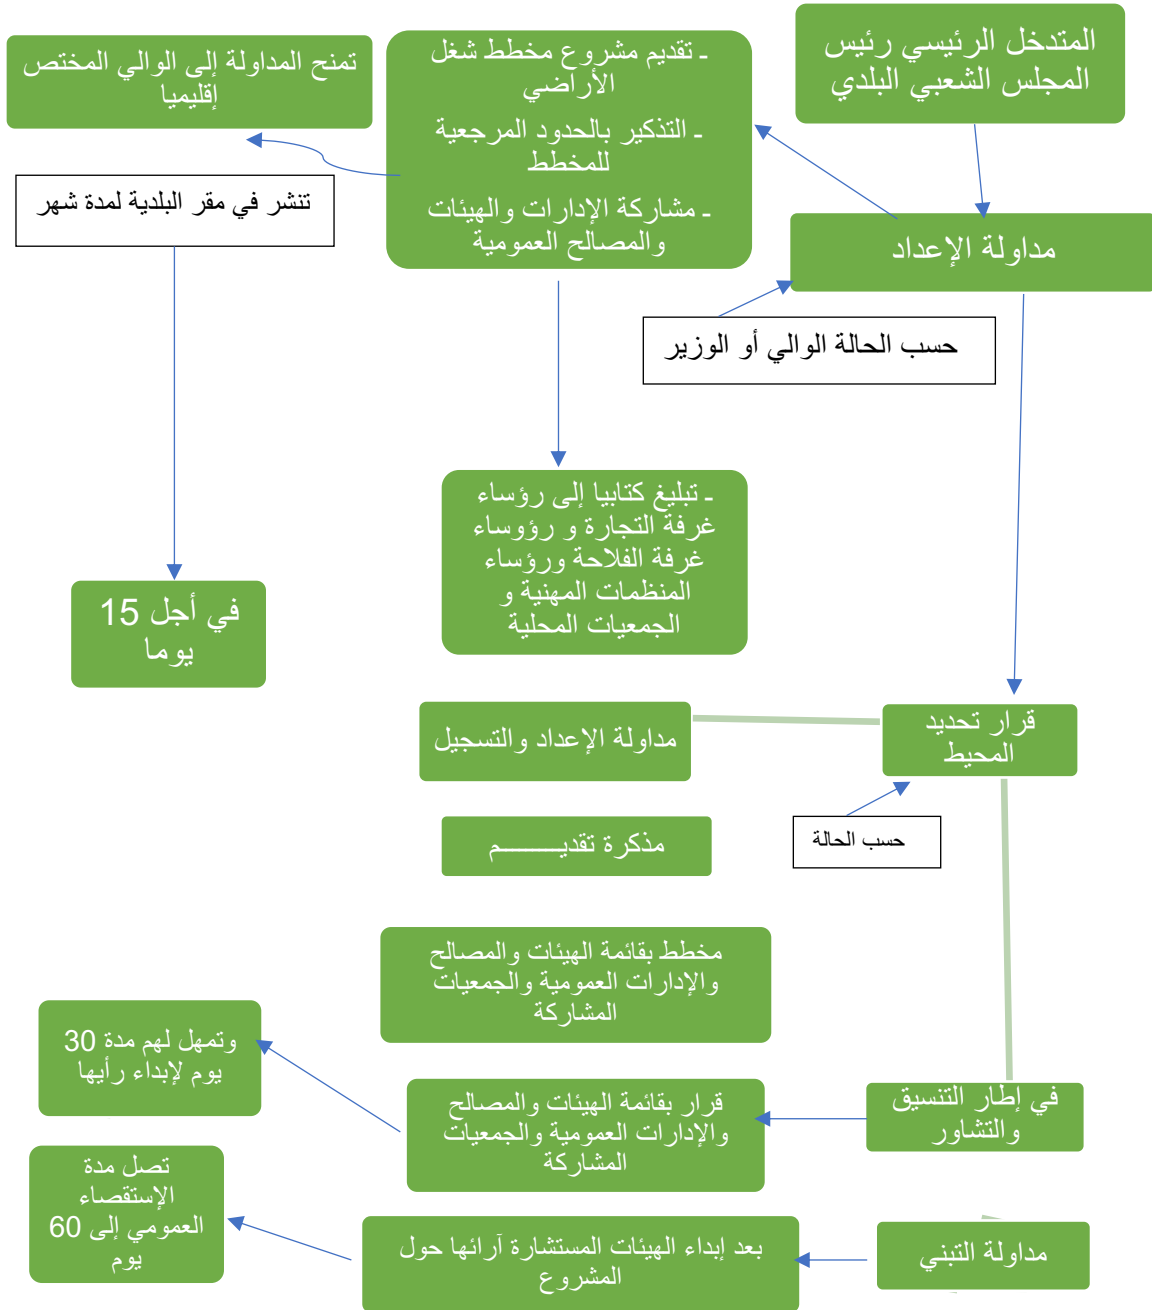 المتدخل الرئيسي رئيس
المجلس الشعبي البلدي
ـ تقديم مشروع مخطط شغل
الأراضي
ـ التذكير بالحدود المرجعية
للمخطط
ـ مشاركة الإدارات والهيئات
والمصالح العمومية
تمنح المداولة إلى الوالي المختص
إقليميا
تنشر في مقر البلدية لمدة شهر
مداولة الإعداد
حسب الحالة الوالي أو الوزير
ـ تبليغ كتابيا إلى رؤساء
غرفة التجارة و رؤوساء
غرفة الفلاحة ورؤساء
المنظمات المهنية و
الجمعيات المحلية
في أجل 15
يوما
قرار تحديد
المحيط
مداولة الإعداد والتسجيل
حسب الحالة
مذكرة تقديـــــــــم
مخطط بقائمة الهيئات والمصالح
والإدارات العمومية والجمعيات
المشاركة
في إطار التنسيق
والتشاور
قرار بقائمة الهيئات والمصالح
والإدارات العمومية والجمعيات
المشاركة
وتمهل لهم مدة 30
يوم لإبداء رأيها
مداولة التبني
بعد إبداء الهيئات المستشارة آرائها حول
المشروع
تصل مدة
الإستقصاء
العمومي إلى 60
يوم